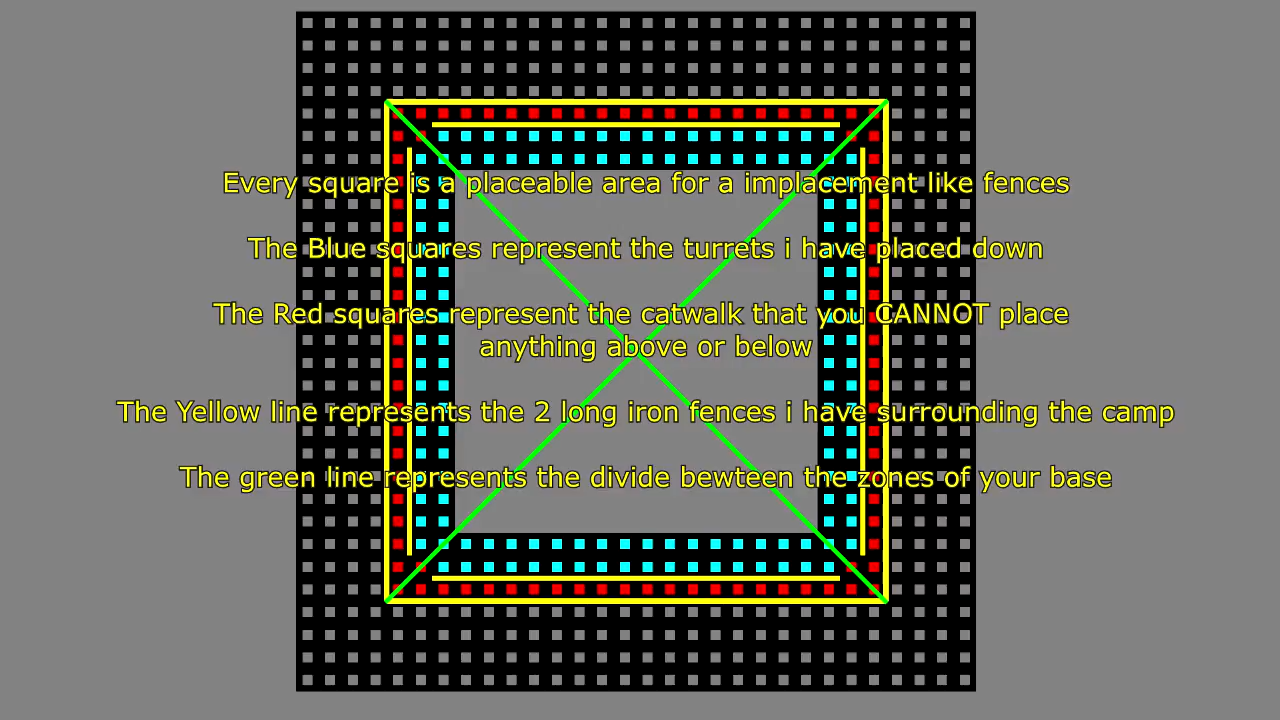 Every square is a placeable area for a implacement like fences
The Blue squares represent the turrets i have placed down
The Red squares represent the catwalk that you CANNOT place
anything above or below
The Yellow line represents the 2 long iron fences i have surrounding the camp
The green line represents the divide bewteen the zones of your base